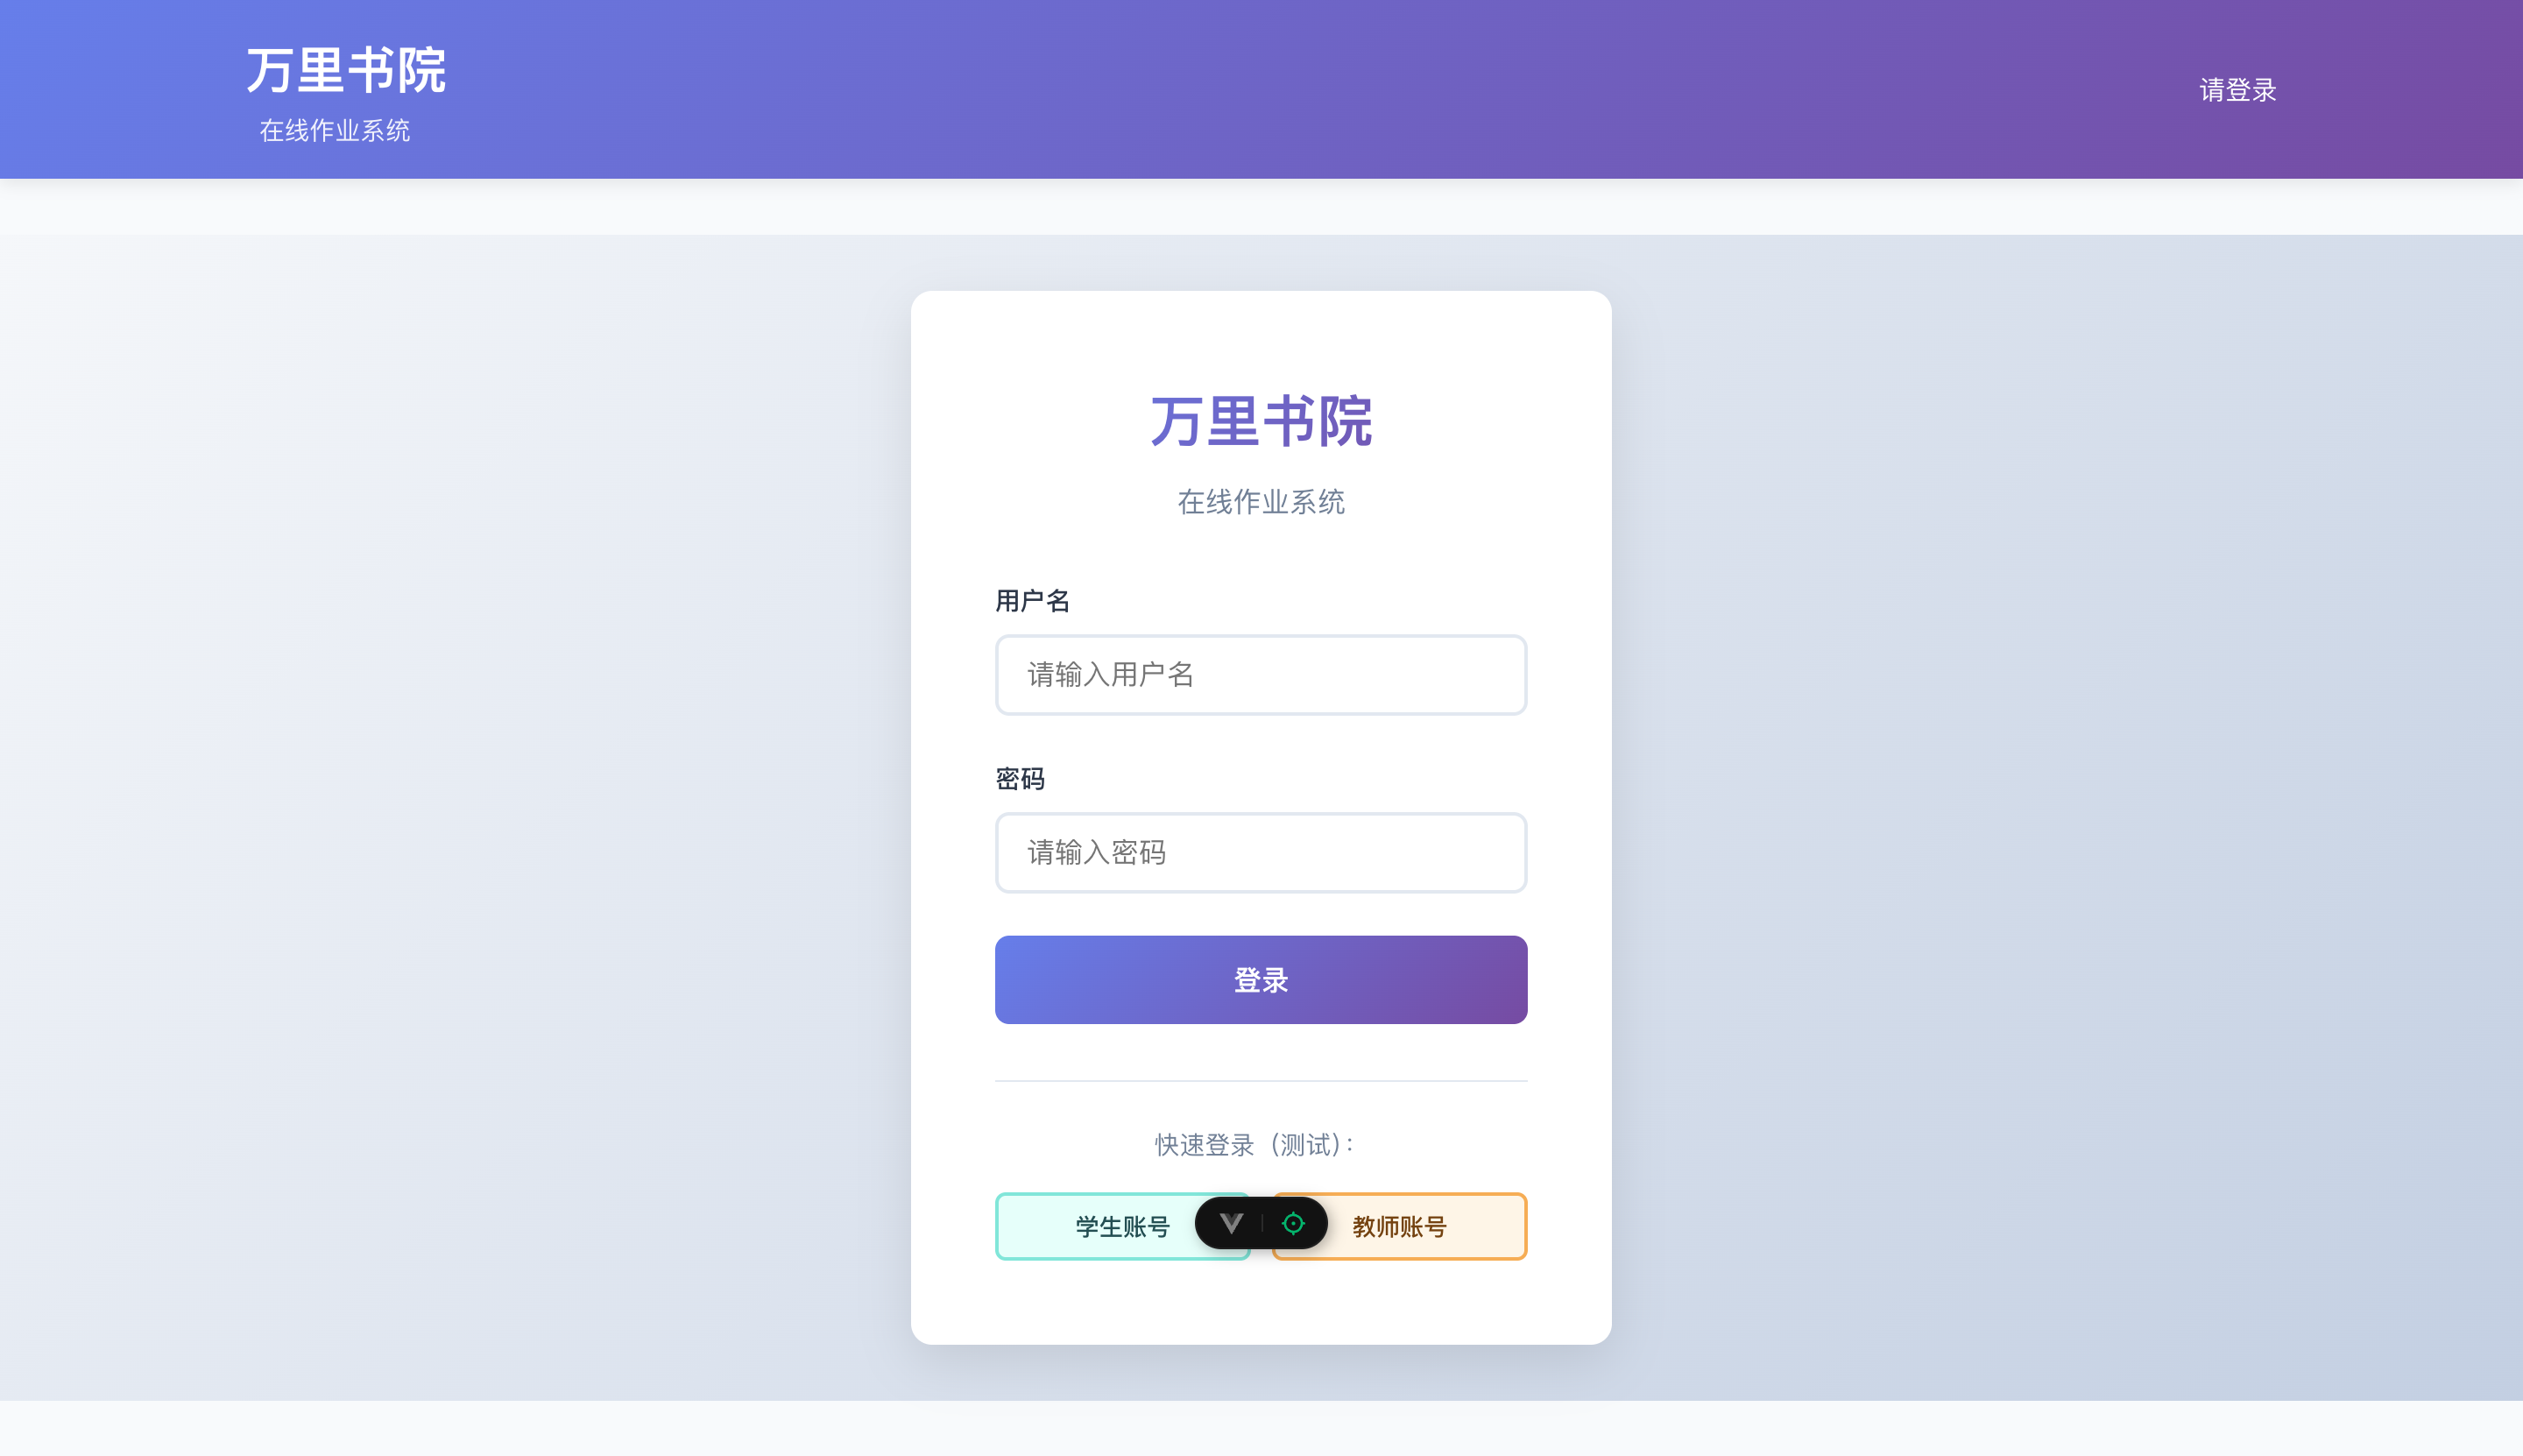 万里书院
在线作业系统
请登录
万里书院
在线作业系统
用户名
请输入用户名
密码
请输入密码
登录
快速登录（测试）：
学生账号
教师账号